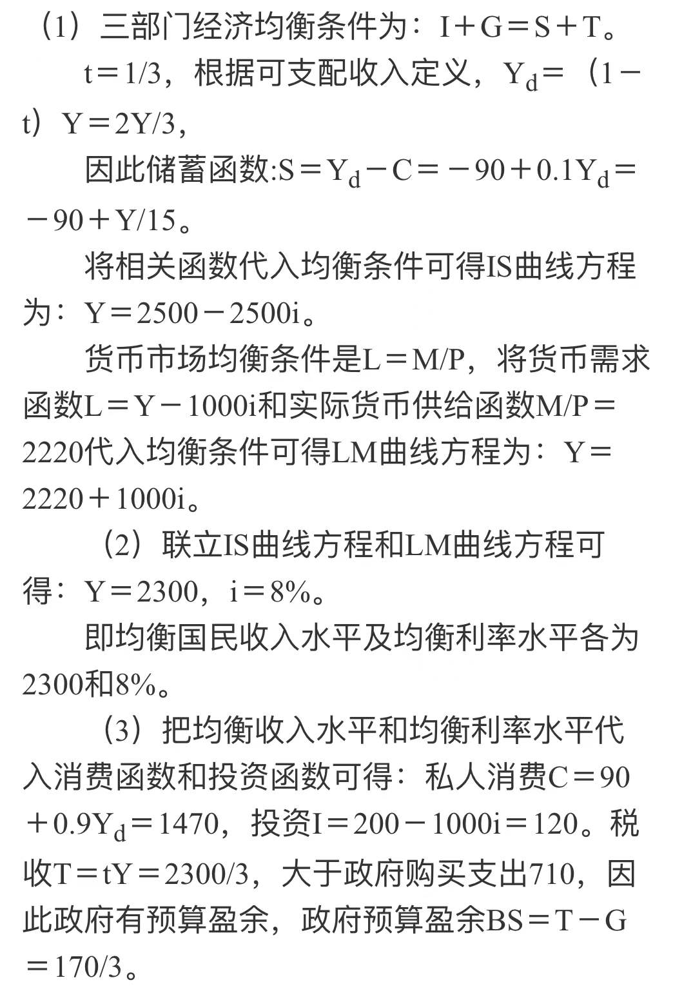 （1）三部门经济均衡条件为：I＋G＝S＋T。
t＝1/3，根据可支配收入定义，Yd＝（1－
t）Y＝2Y/3，
因此储蓄函数:S＝Yd－C＝－90＋0.1Yd＝
－90＋Y/15。
将相关函数代入均衡条件可得IS曲线方程
为：Y＝2500－2500i。
货币市场均衡条件是L＝M/P，将货币需求
函数L＝Y－1000i和实际货币供给函数M/P＝
2220代入均衡条件可得LM曲线方程为：Y＝
2220＋1000i。
（2）联立IS曲线方程和LM曲线方程可
得：Y＝2300，i＝8%。
即均衡国民收入水平及均衡利率水平各为
2300和8%。
（3）把均衡收入水平和均衡利率水平代
入消费函数和投资函数可得：私人消费C＝90
＋0.9Yd＝1470，投资I＝200－1000i＝120。税
收T＝tY＝2300/3，大于政府购买支出710，因
此政府有预算盈余，政府预算盈余BS＝T－G
＝170/3。